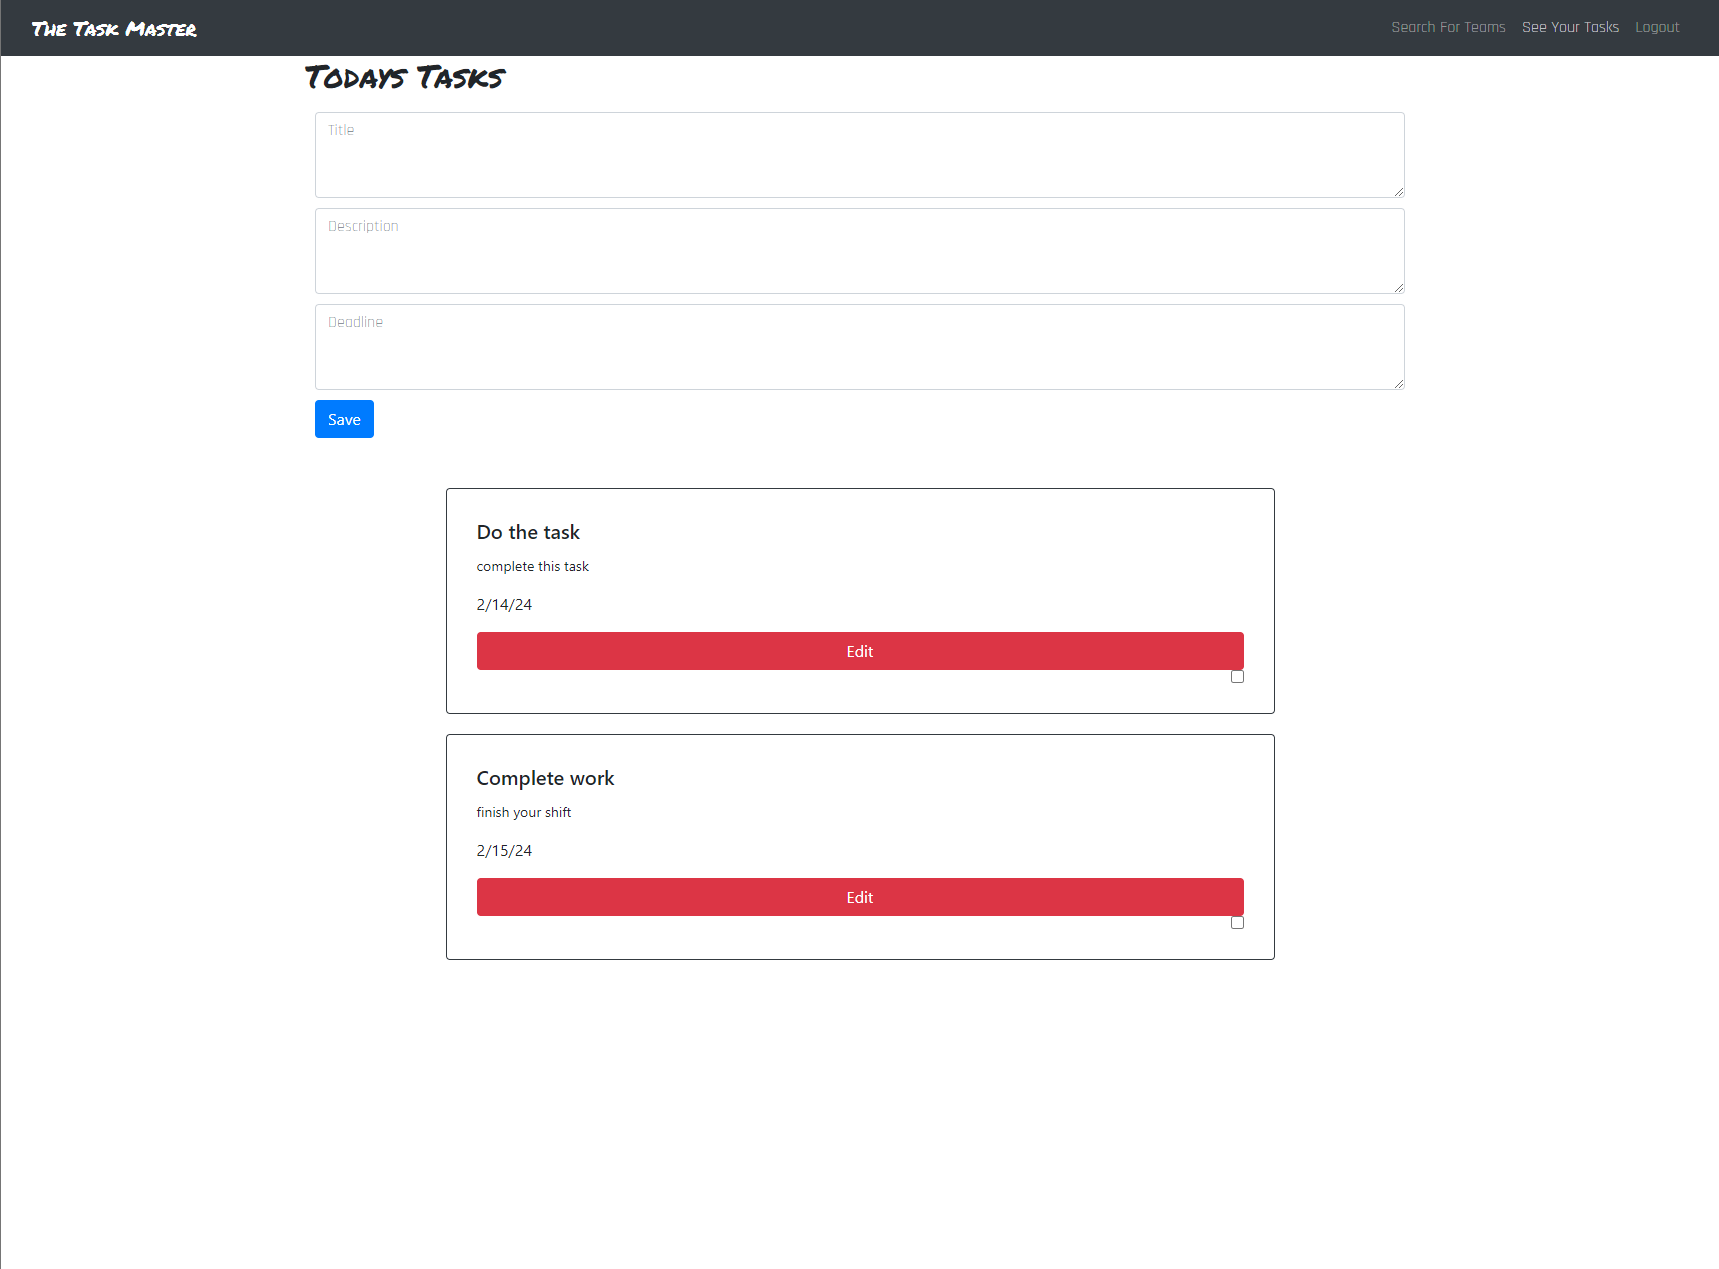 The Task Master
Search For Teams See Your Tasks Logout
Todays Tasks
Title
Description
Deadline
Save
Do the task
complete this task
2/14/24
Edit
Complete work
finish your shift
2/15/24
Edit